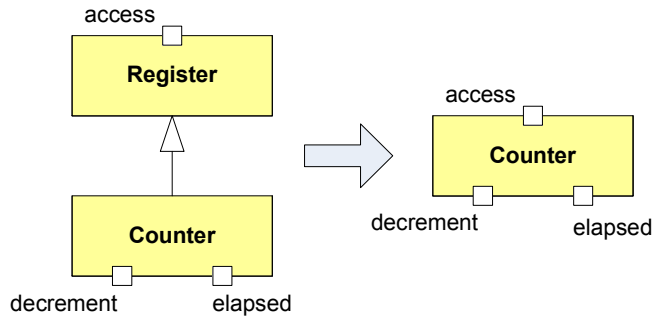 access
Register
Counter
decrement
elapsed
access
Counter
decrement
elapsed